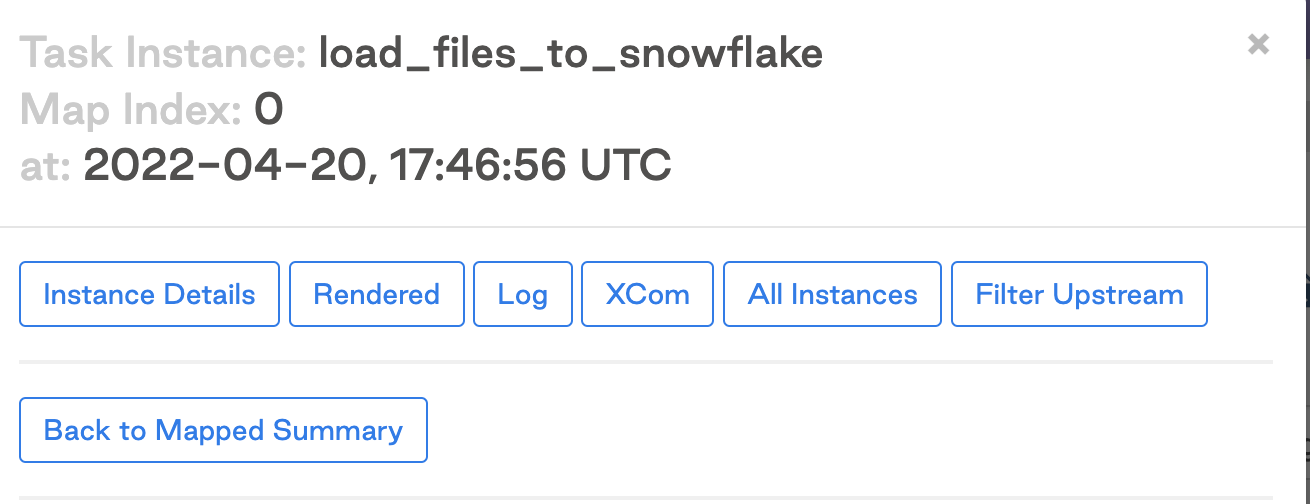 Task Instance: load_files_to_snowflake
Map Index: 0
at: 2022-04-20, 17:46:56 UTC
Instance Details Rendered Log XCom All Instances Filter Upstream
Back to Mapped Summary